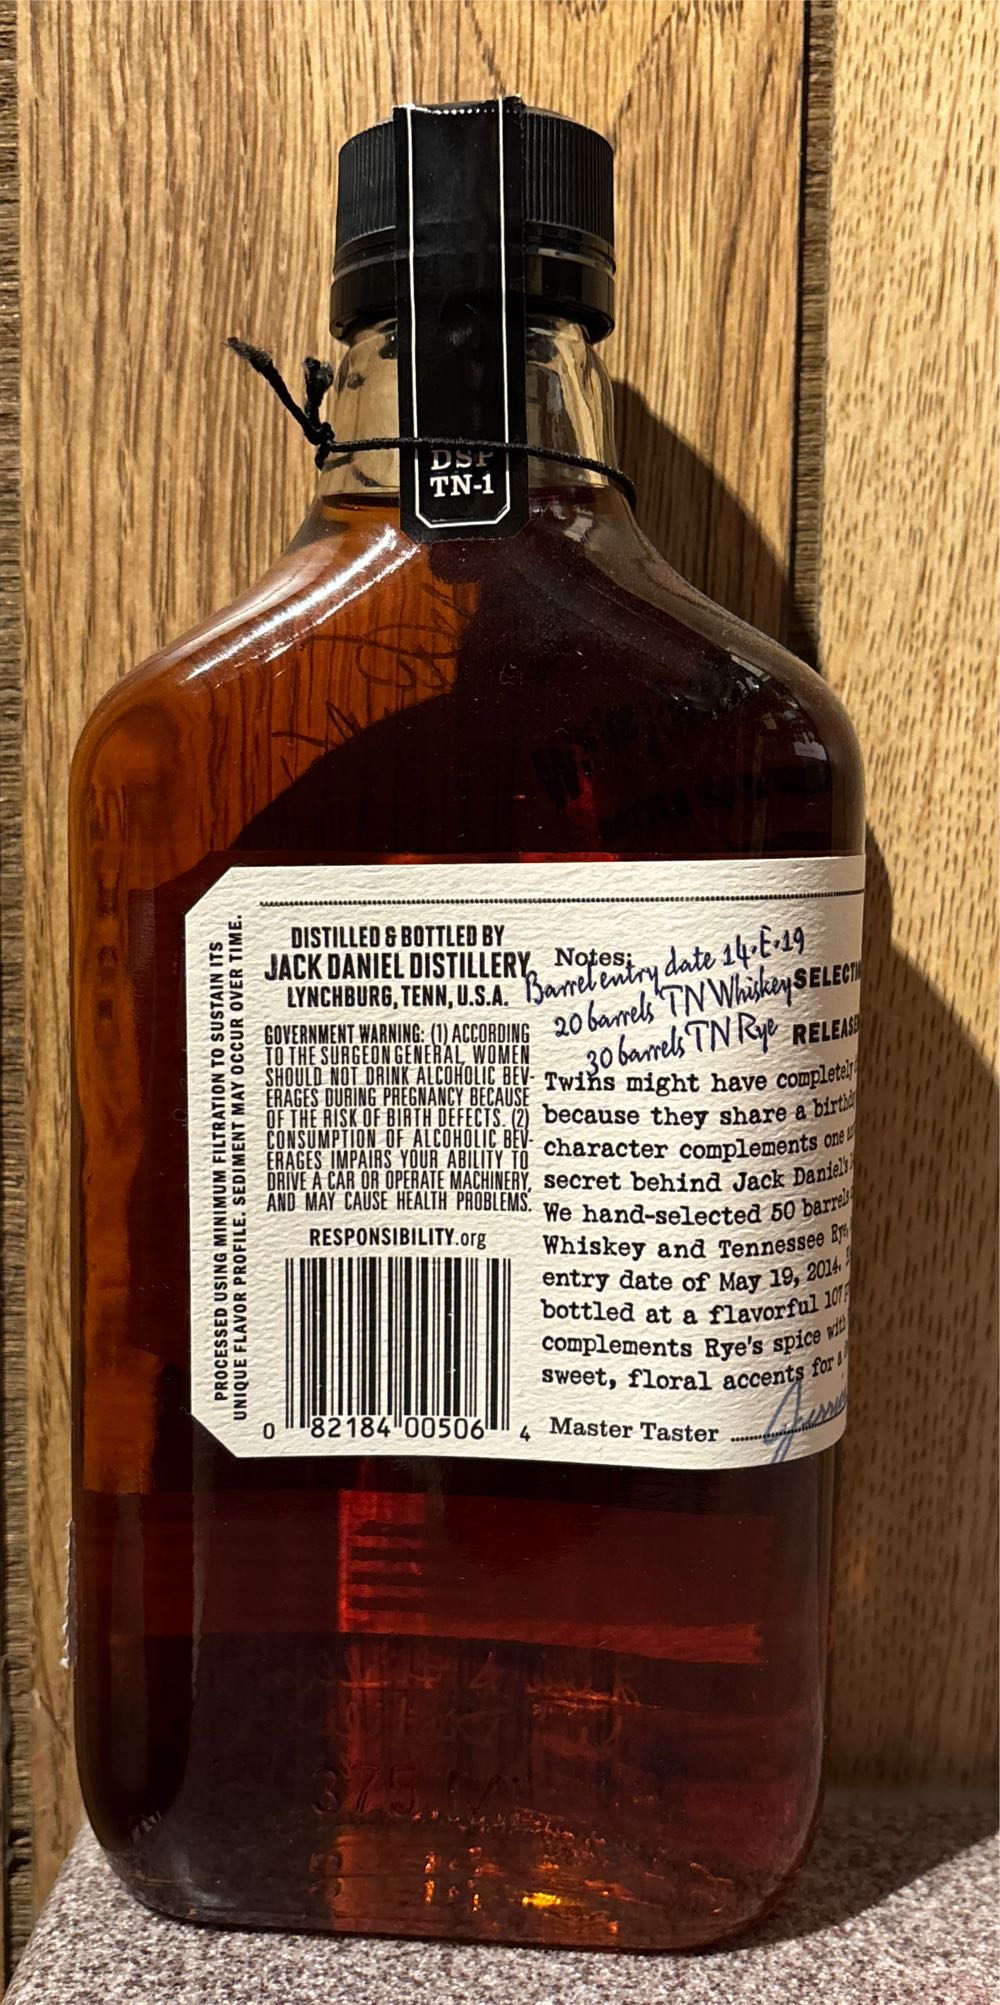 DSP
TN-1
PROCESSED USING MINIMUM FILTRATION TO SUSTAIN ITS
UNIQUE FLAVOR PROFILE. SEDIMENT MAY OCCUR OVER TIME.
DISTILLED & BOTTLED BY
JACK DANIEL DISTILLERY
LYNCHBURG, TENN, U.S.A.
GOVERNMENT WARNING: (1) ACCORDING
TO THE SURGEON GENERAL, WOMEN
SHOULD NOT DRINK ALCOHOLIC BEV-
ERAGES DURING PREGNANCY BECAUSE
OF THE RISK OF BIRTH DEFECTS. (2)
CONSUMPTION OF ALCOHOLIC BEV-
ERAGES IMPAIRS YOUR ABILITY TO
DRIVE A CAR OR OPERATE MACHINERY,
AND MAY CAUSE HEALTH PROBLEMS.
RESPONSIBILITY.org
0 82184 00506 4
Notes:
Barrel entry date 14·E·19
20 barrels TN Whiskey
30 barrels TN Rye
SELECTI
RELEASE
Twins might have completely
because they share a birthd
character complements one
secret behind Jack Daniel's
We hand-selected 50 barrels
Whiskey and Tennessee Rye,
entry date of May 19, 2014.
bottled at a flavorful 107
complements Rye's spice with
sweet, floral accents for a
Master Taster
375